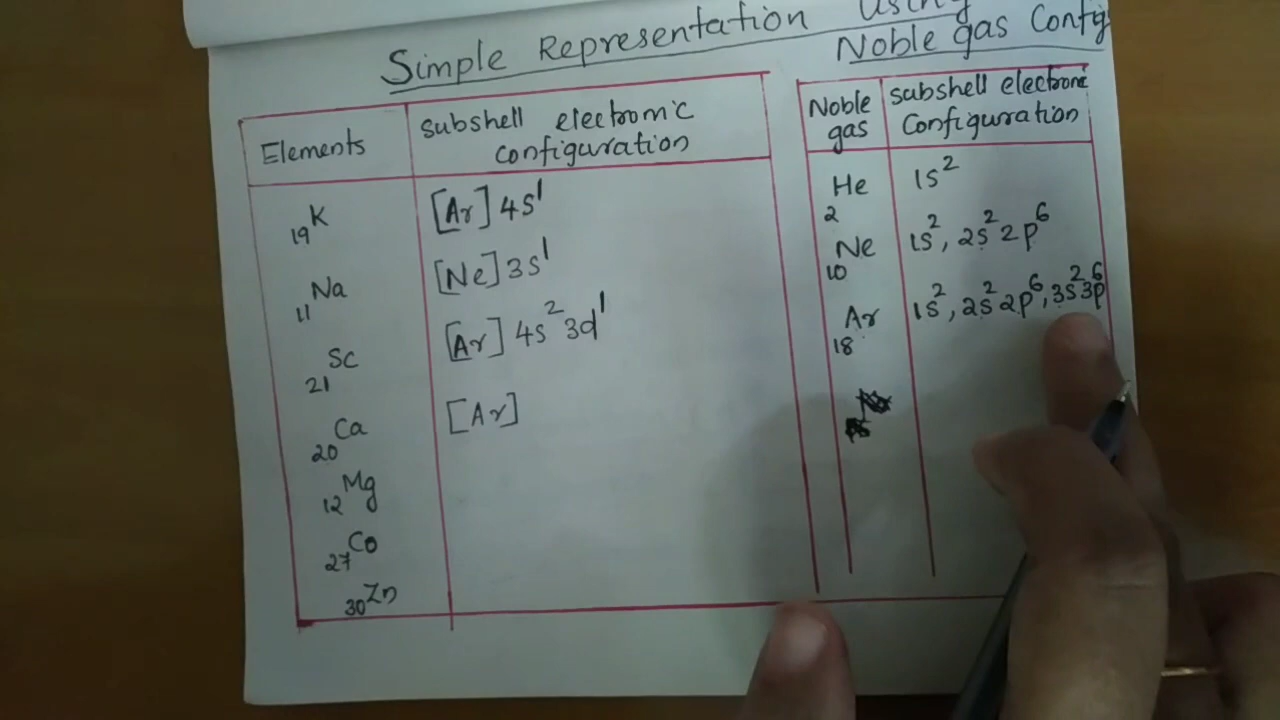 Simple Representation Using
Noble gas Config
Elements
subshell electronic
configuration
19K
[Ar] 4s¹
11Na
[Ne] 3s¹
21Sc
[Ar] 4s² 3d¹
20Ca
[Ar]
12Mg
27Co
30Zn
Noble
gas
subshell electronic
Configuration
He
2
1s²
Ne
10
1s², 2s² 2p⁶
Ar
18
1s², 2s² 2p⁶, 3s² 3p⁶